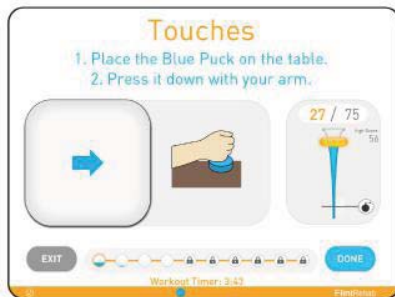 Touches
1. Place the Blue Puck on the table.
2. Press it down with your arm.
27 / 75
High Score:
56
EXIT
DONE
Workout Timer: 3:43
FlintRehab